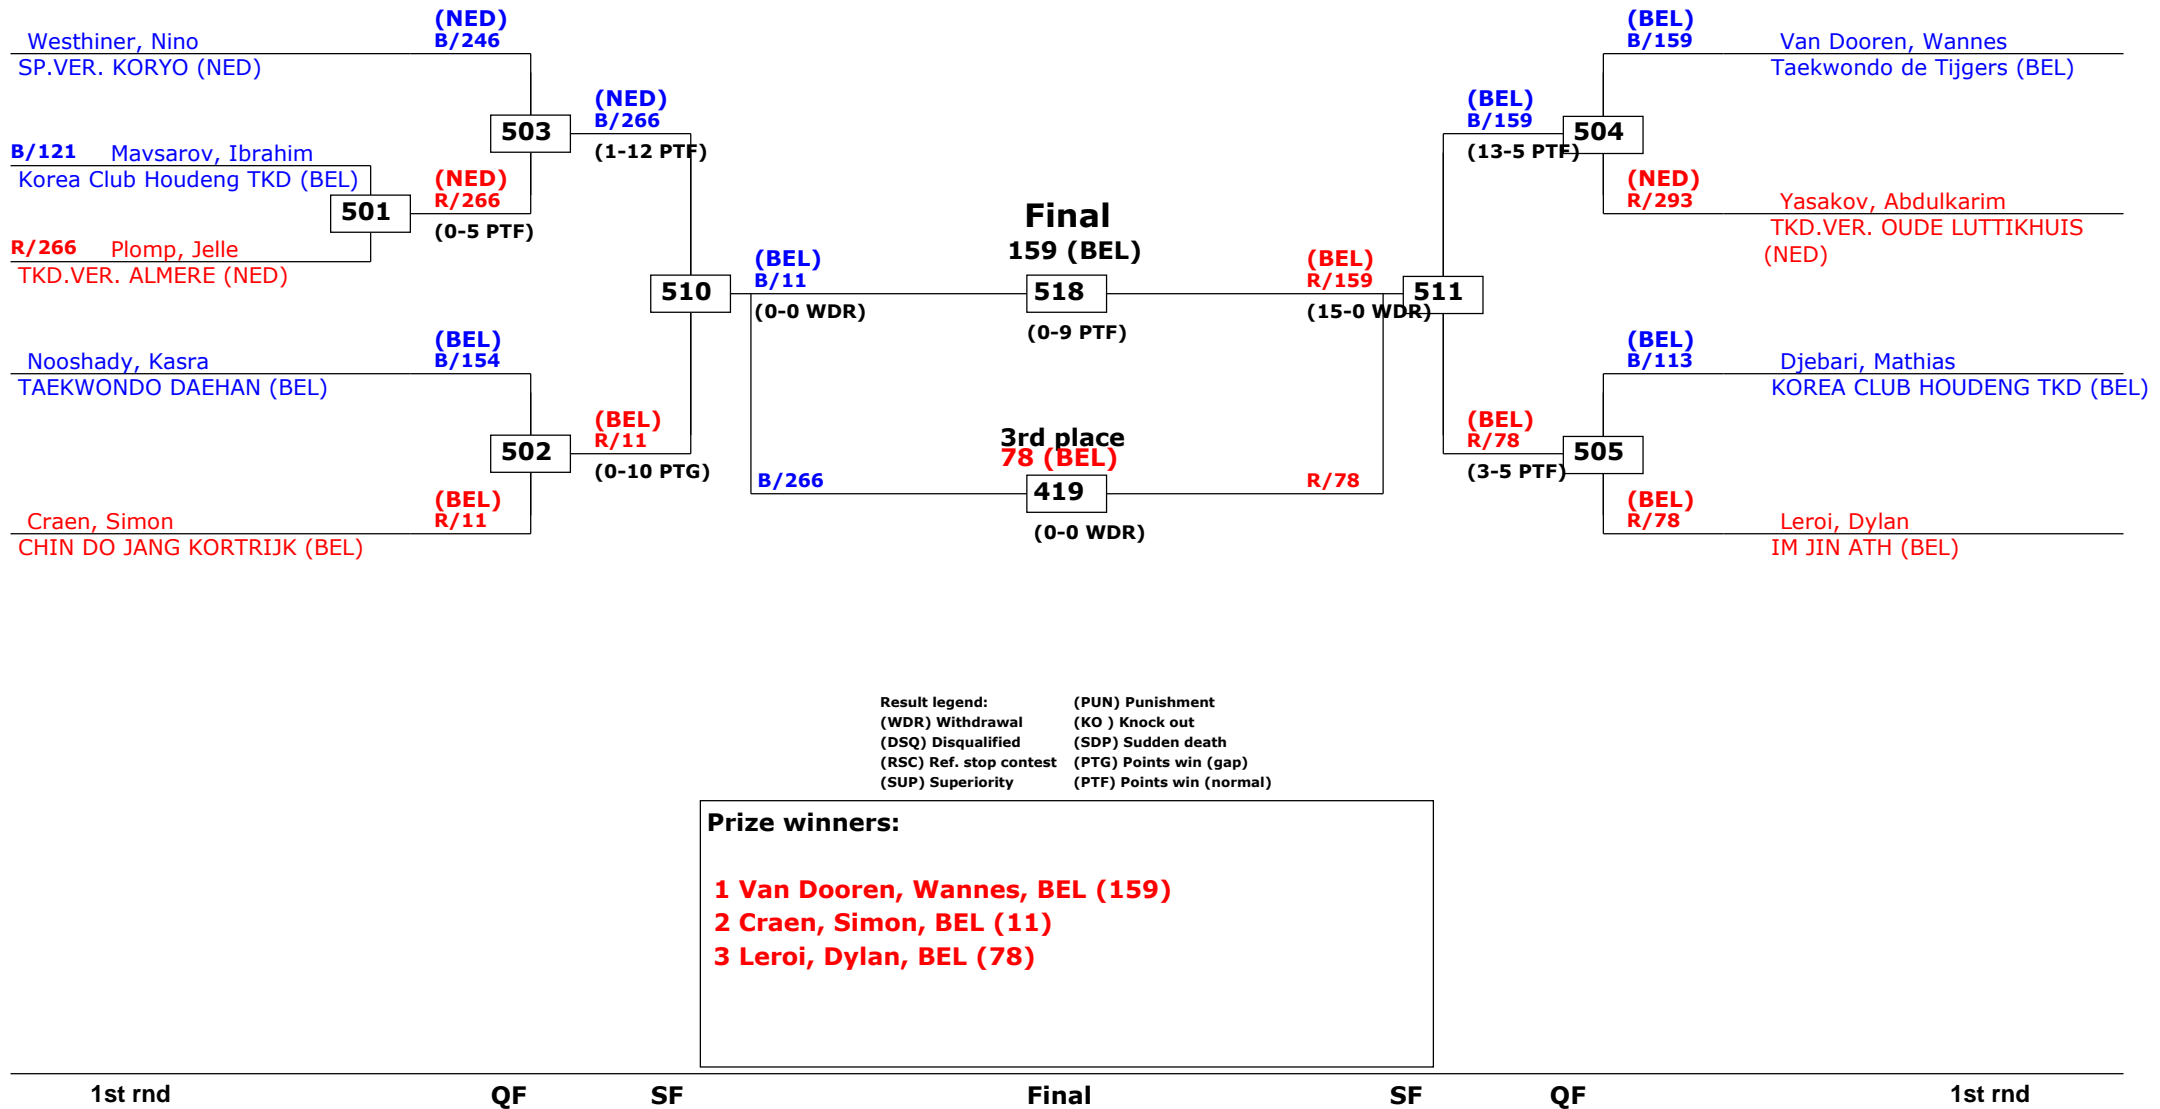 (NED)
B/246
Westhiner, Nino
SP.VER. KORYO (NED)
503
(NED)
B/266
(1-12 PTF)
B/121 Mavsarov, Ibrahim
Korea Club Houdeng TKD (BEL)
501
(NED)
R/266
(0-5 PTF)
R/266 Plomp, Jelle
TKD.VER. ALMERE (NED)
510
(BEL)
B/11
(0-0 WDR)
(BEL)
B/154
Nooshady, Kasra
TAEKWONDO DAEHAN (BEL)
502
(BEL)
R/11
(0-10 PTG)
(BEL)
R/11
Craen, Simon
CHIN DO JANG KORTRIJK (BEL)
Final
159 (BEL)
518
(0-9 PTF)
3rd place
78 (BEL)
B/266
419
R/78
(0-0 WDR)
(BEL)
R/159
(15-0 WDR)
511
(BEL)
B/159
(13-5 PTF)
504
(BEL)
B/159
Van Dooren, Wannes
Taekwondo de Tijgers (BEL)
(NED)
R/293
Yasakov, Abdulkarim
TKD.VER. OUDE LUTTIKHUIS
(NED)
(BEL)
R/78
(3-5 PTF)
505
(BEL)
B/113
Djebari, Mathias
KOREA CLUB HOUDENG TKD (BEL)
(BEL)
R/78
Leroi, Dylan
IM JIN ATH (BEL)
Result legend: (PUN) Punishment
(WDR) Withdrawal (KO ) Knock out
(DSQ) Disqualified (SDP) Sudden death
(RSC) Ref. stop contest (PTG) Points win (gap)
(SUP) Superiority (PTF) Points win (normal)
Prize winners:
1 Van Dooren, Wannes, BEL (159)
2 Craen, Simon, BEL (11)
3 Leroi, Dylan, BEL (78)
1st rnd QF SF Final SF QF 1st rnd